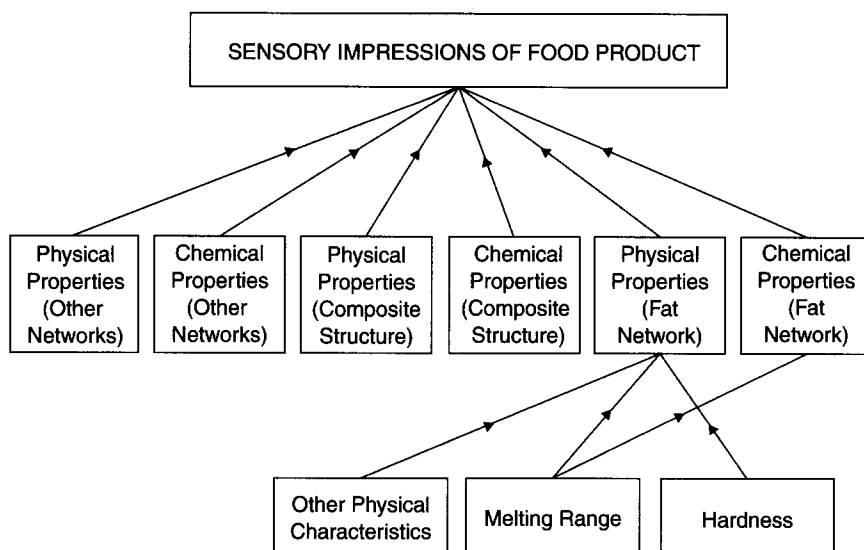 SENSORY IMPRESSIONS OF FOOD PRODUCT
Physical
Properties
(Other
Networks)
Chemical
Properties
(Other
Networks)
Physical
Properties
(Composite
Structure)
Chemical
Properties
(Composite
Structure)
Physical
Properties
(Fat
Network)
Chemical
Properties
(Fat
Network)
Other Physical
Characteristics
Melting Range
Hardness